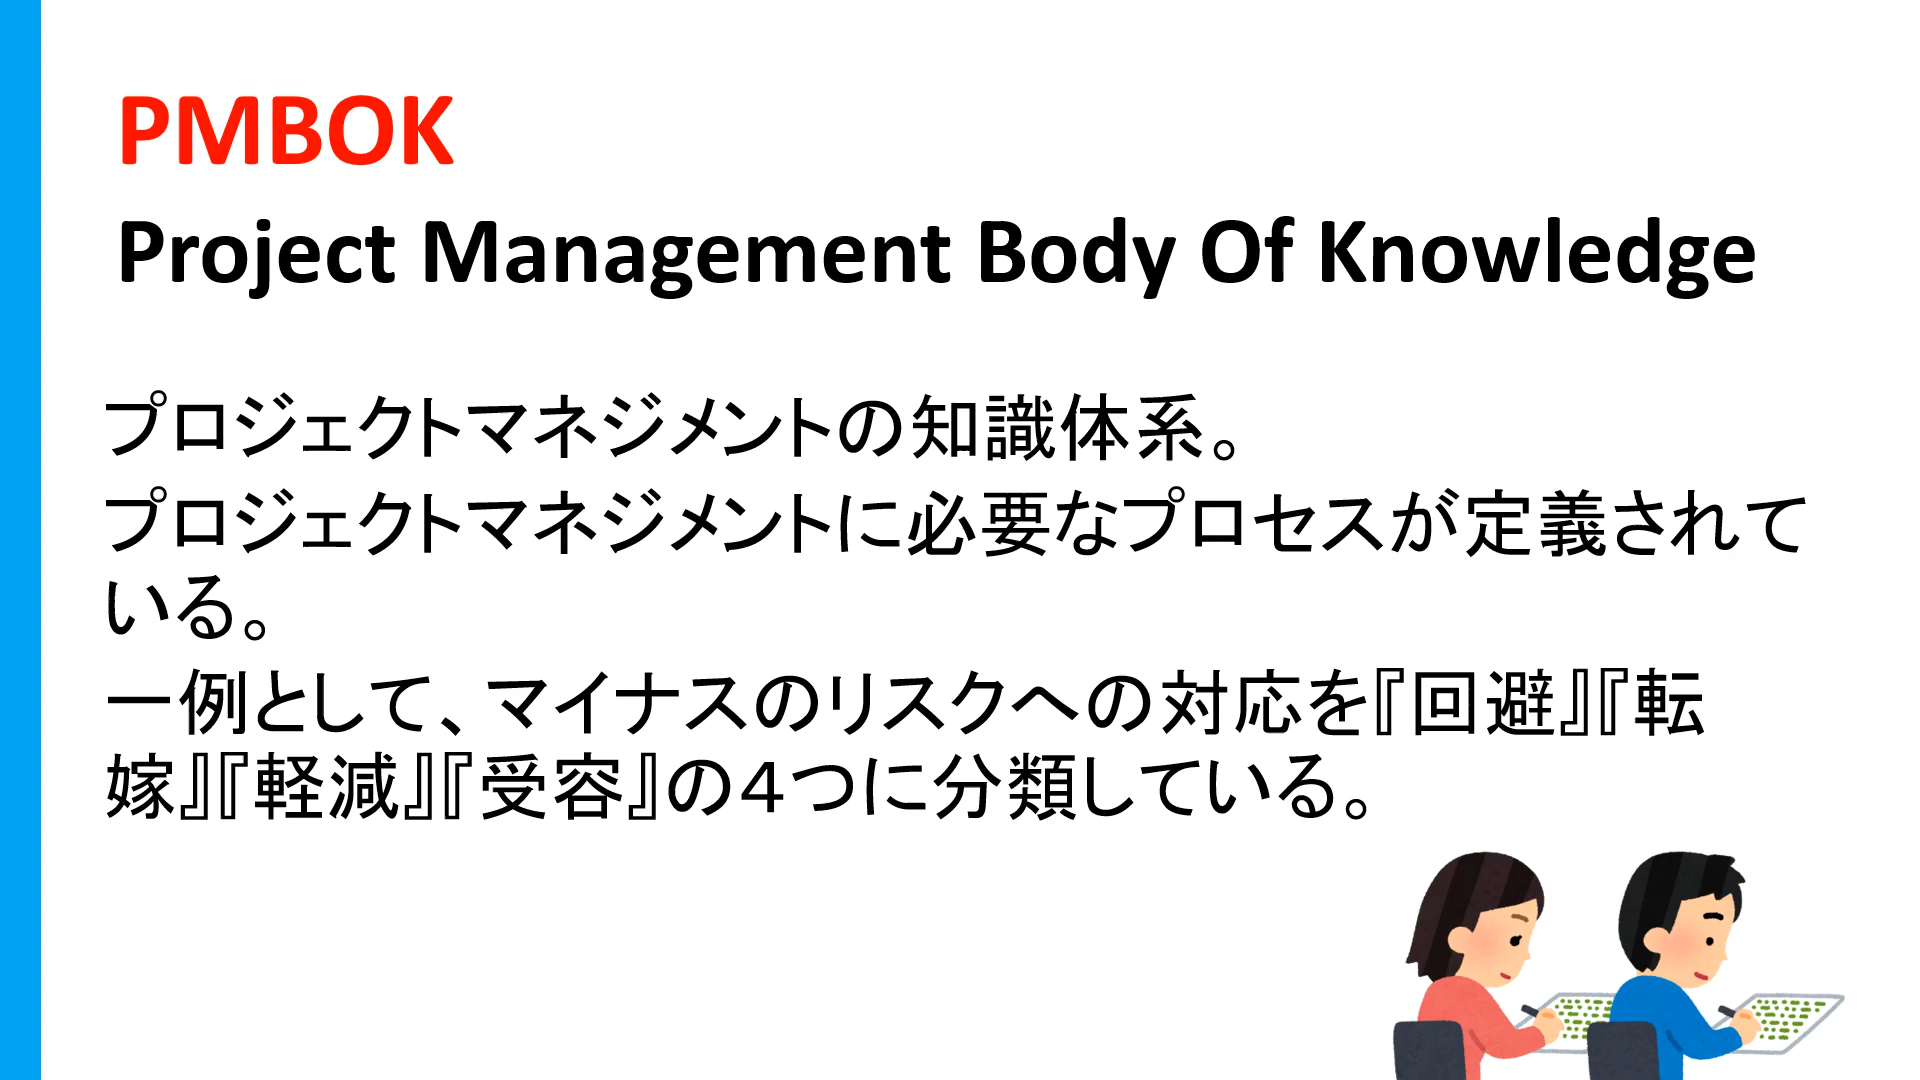 PMBOK
Project Management Body Of Knowledge
プロジェクトマネジメントの知識体系。
プロジェクトマネジメントに必要なプロセスが定義されて
いる。
一例として、マイナスのリスクへの対応を『回避』『転
嫁』『軽減』『受容』の４つに分類している。